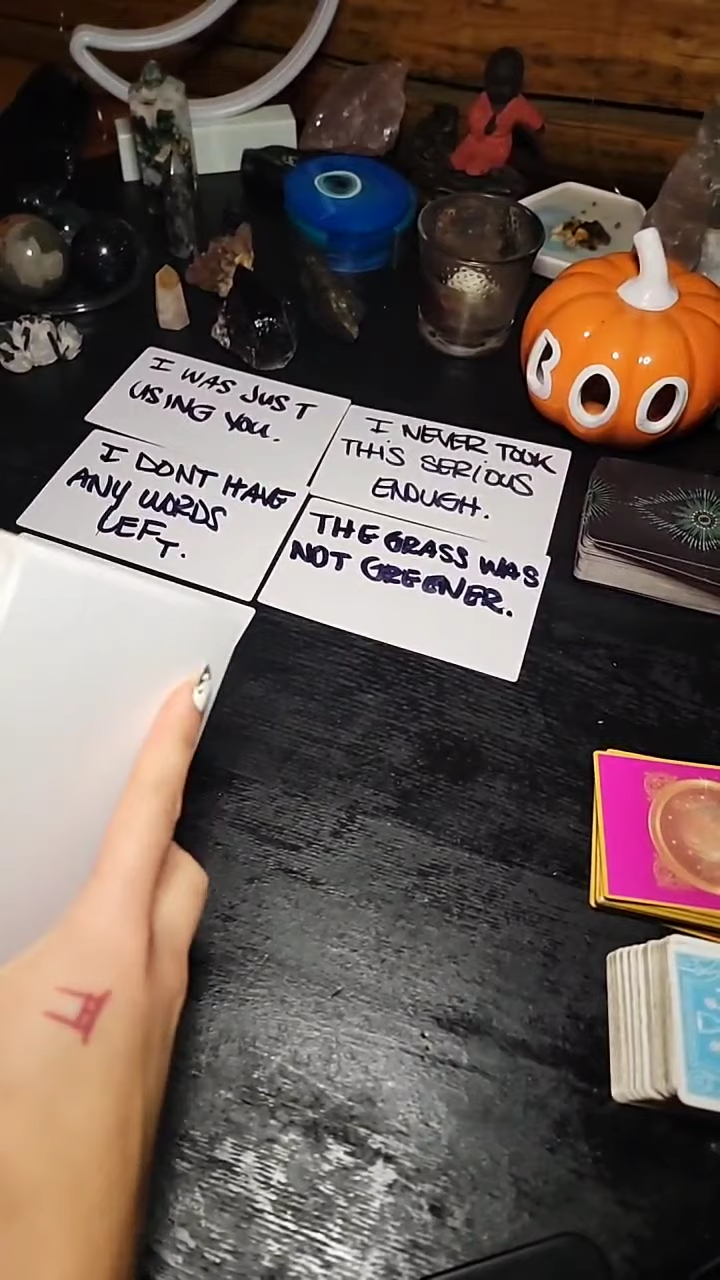 I WAS JUST
USING YOU.
I NEVER TOOK
THIS SERIOUS
ENOUGH.
I DONT HAVE
ANY WORDS
LEFT.
THE GRASS WAS
NOT GREENER.
BOO